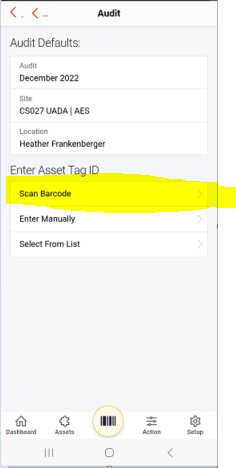 Audit
Audit Defaults:
Audit
December 2022
Site
CS027 UADA | AES
Location
Heather Frankenberger
Enter Asset Tag ID
Scan Barcode
Enter Manually
Select From List
Dashboard Assets Action Setup